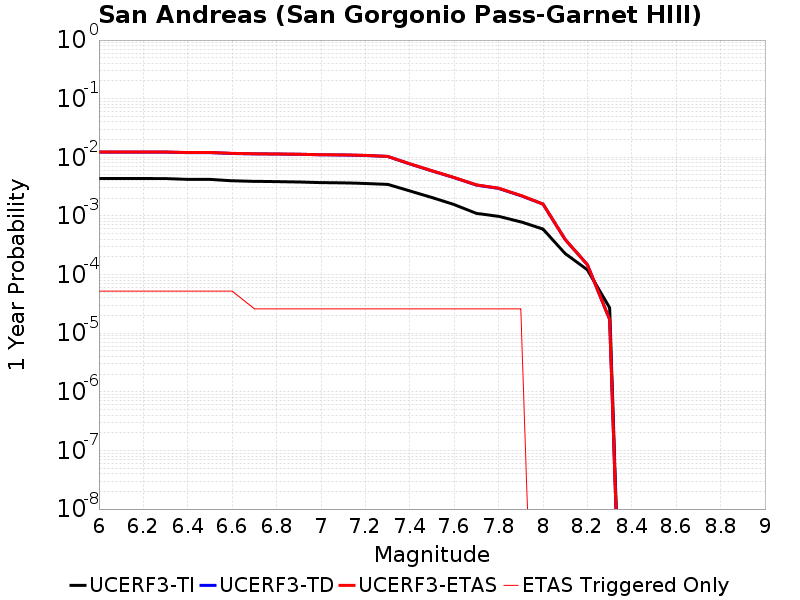 San Andreas (San Gorgonio Pass-Garnet HIll)
10^0
10^-1
10^-2
10^-3
10^-4
10^-5
10^-6
10^-7
10^-8
1 Year Probability
6 6.2 6.4 6.6 6.8 7 7.2 7.4 7.6 7.8 8 8.2 8.4 8.6 8.8 9
Magnitude
UCERF3-TI UCERF3-TD UCERF3-ETAS ETAS Triggered Only